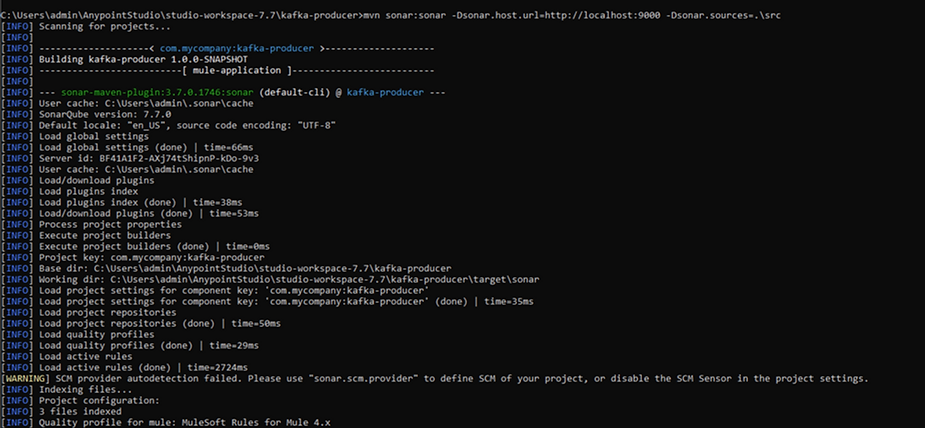 C:\Users\admin\AnypointStudio\studio-workspace-7.7\kafka-producer>mvn sonar:sonar -Dsonar.host.url=http://localhost:9000 -Dsonar.sources=.\src
[INFO] Scanning for projects...
[INFO]
[INFO] --------------------< com.mycompany:kafka-producer >--------------------
[INFO] Building kafka-producer 1.0.0-SNAPSHOT
[INFO] --------------------------[ mule-application ]--------------------------
[INFO]
[INFO] --- sonar-maven-plugin:3.7.0.1746:sonar (default-cli) @ kafka-producer ---
[INFO] User cache: C:\Users\admin\.sonar\cache
[INFO] SonarQube version: 7.7.0
[INFO] Default locale: "en_US", source code encoding: "UTF-8"
[INFO] Load global settings
[INFO] Load global settings (done) | time=66ms
[INFO] Server id: BF41A1F2-AXj74tShipnP-kDo-9v3
[INFO] User cache: C:\Users\admin\.sonar\cache
[INFO] Load/download plugins
[INFO] Load plugins index
[INFO] Load plugins index (done) | time=38ms
[INFO] Load/download plugins (done) | time=53ms
[INFO] Process project properties
[INFO] Execute project builders
[INFO] Execute project builders (done) | time=0ms
[INFO] Project key: com.mycompany:kafka-producer
[INFO] Base dir: C:\Users\admin\AnypointStudio\studio-workspace-7.7\kafka-producer
[INFO] Working dir: C:\Users\admin\AnypointStudio\studio-workspace-7.7\kafka-producer\target\sonar
[INFO] Load project settings for component key: 'com.mycompany:kafka-producer'
[INFO] Load project settings for component key: 'com.mycompany:kafka-producer' (done) | time=35ms
[INFO] Load project repositories
[INFO] Load project repositories (done) | time=50ms
[INFO] Load quality profiles
[INFO] Load quality profiles (done) | time=29ms
[INFO] Load active rules
[INFO] Load active rules (done) | time=2724ms
[WARNING] SCM provider autodetection failed. Please use "sonar.scm.provider" to define SCM of your project, or disable the SCM Sensor in the project settings.
[INFO] Indexing files...
[INFO] Project configuration:
[INFO] 3 files indexed
[INFO] Quality profile for mule: MuleSoft Rules for Mule 4.x